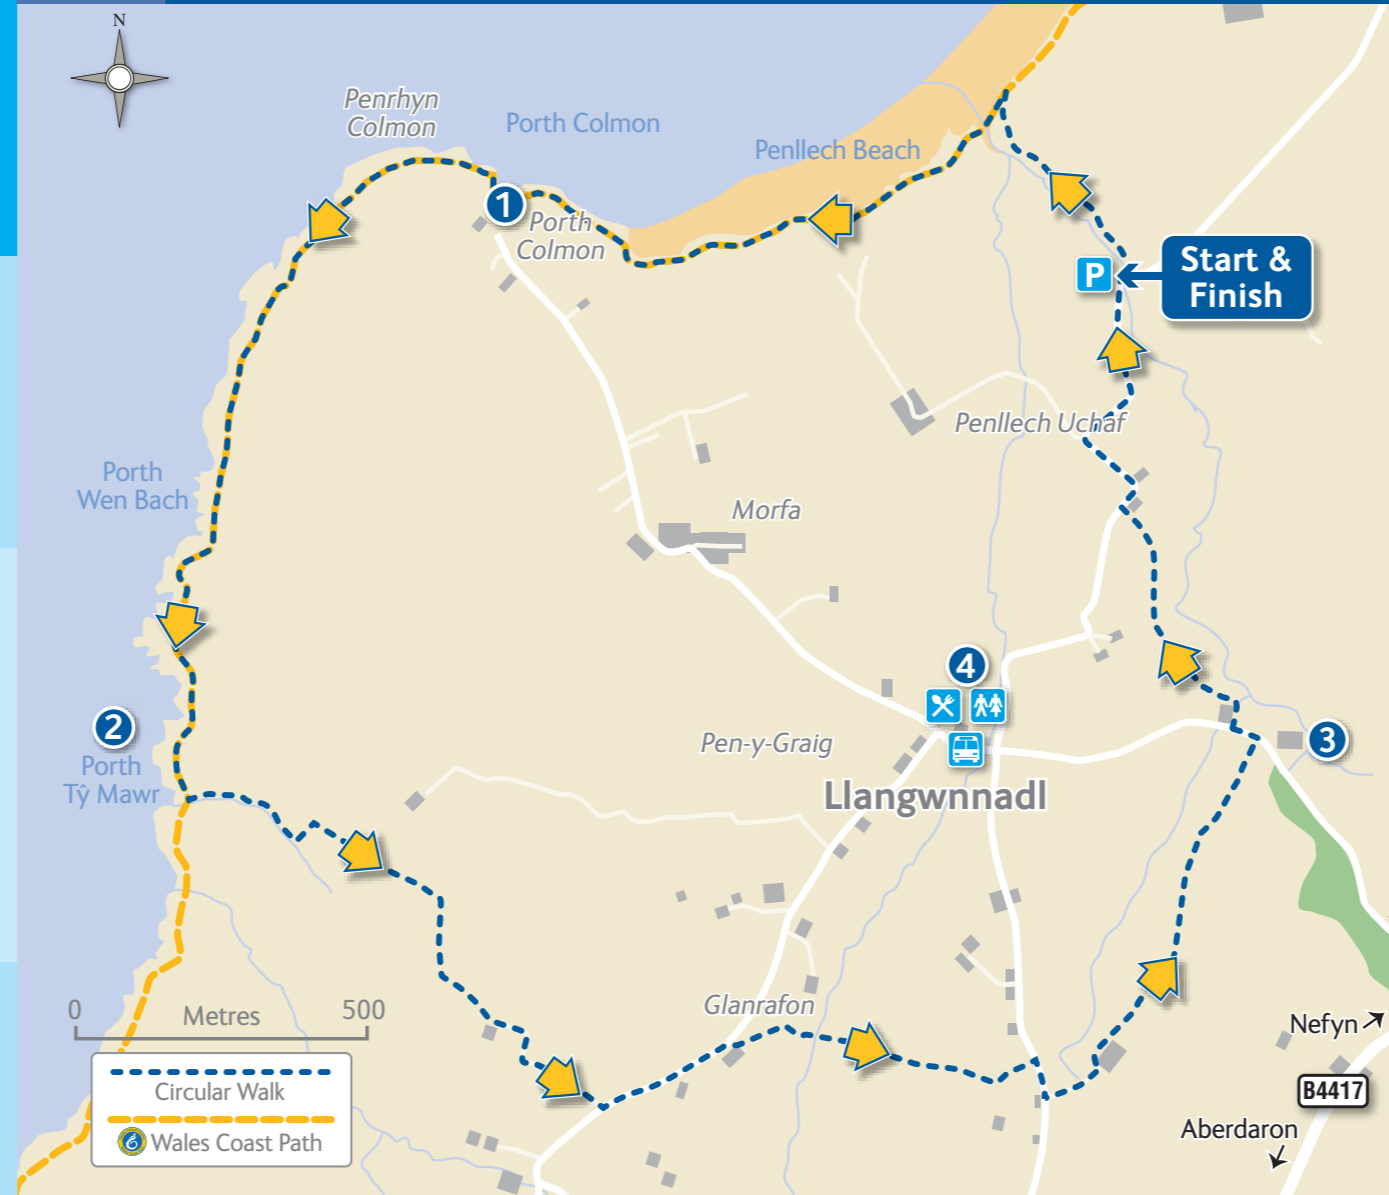 N
Penrhyn
Colmon
Porth Colmon
Penllech Beach
1
Porth
Colmon
P
Start &
Finish
Penllech Uchaf
Porth
Wen Bach
Morfa
4
2
Porth
Tŷ Mawr
Pen-y-Graig
3
Llangwnnadl
Glanrafon
0
Metres
500
Nefyn
Circular Walk
Wales Coast Path
B4417
Aberdaron